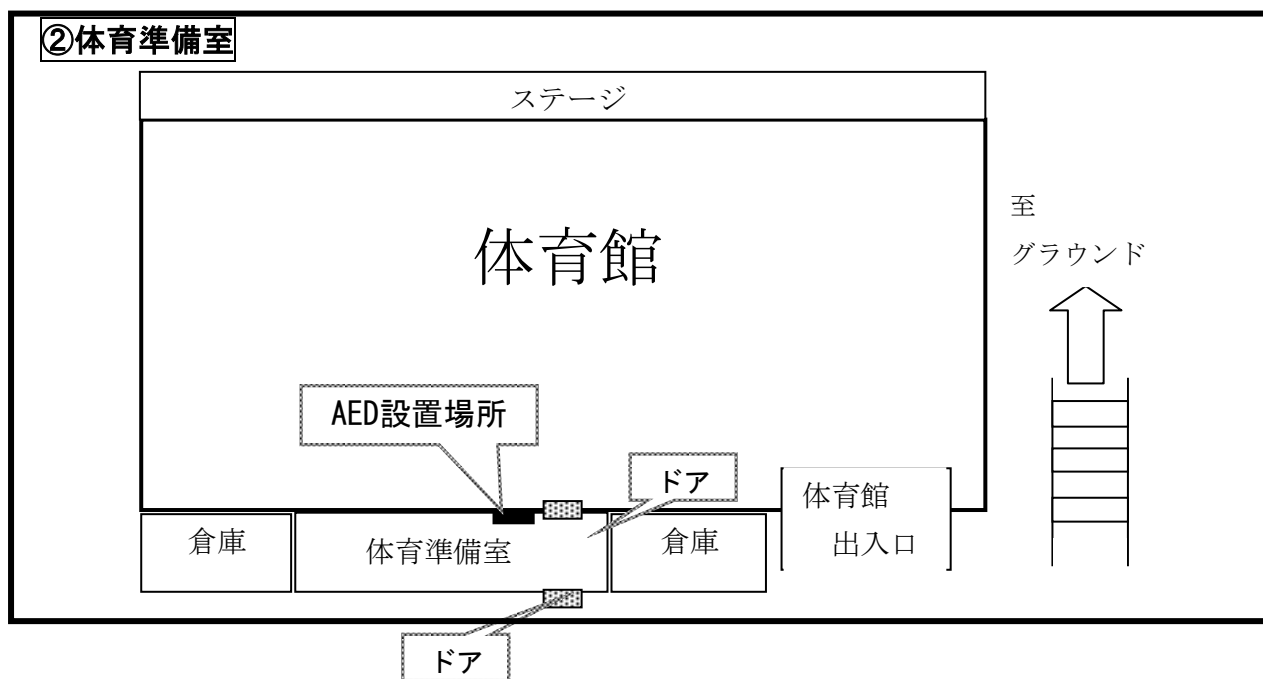 ②体育準備室
ステージ
体育館
至
グラウンド
AED設置場所
ドア
体育館
出入口
倉庫
体育準備室
倉庫
ドア